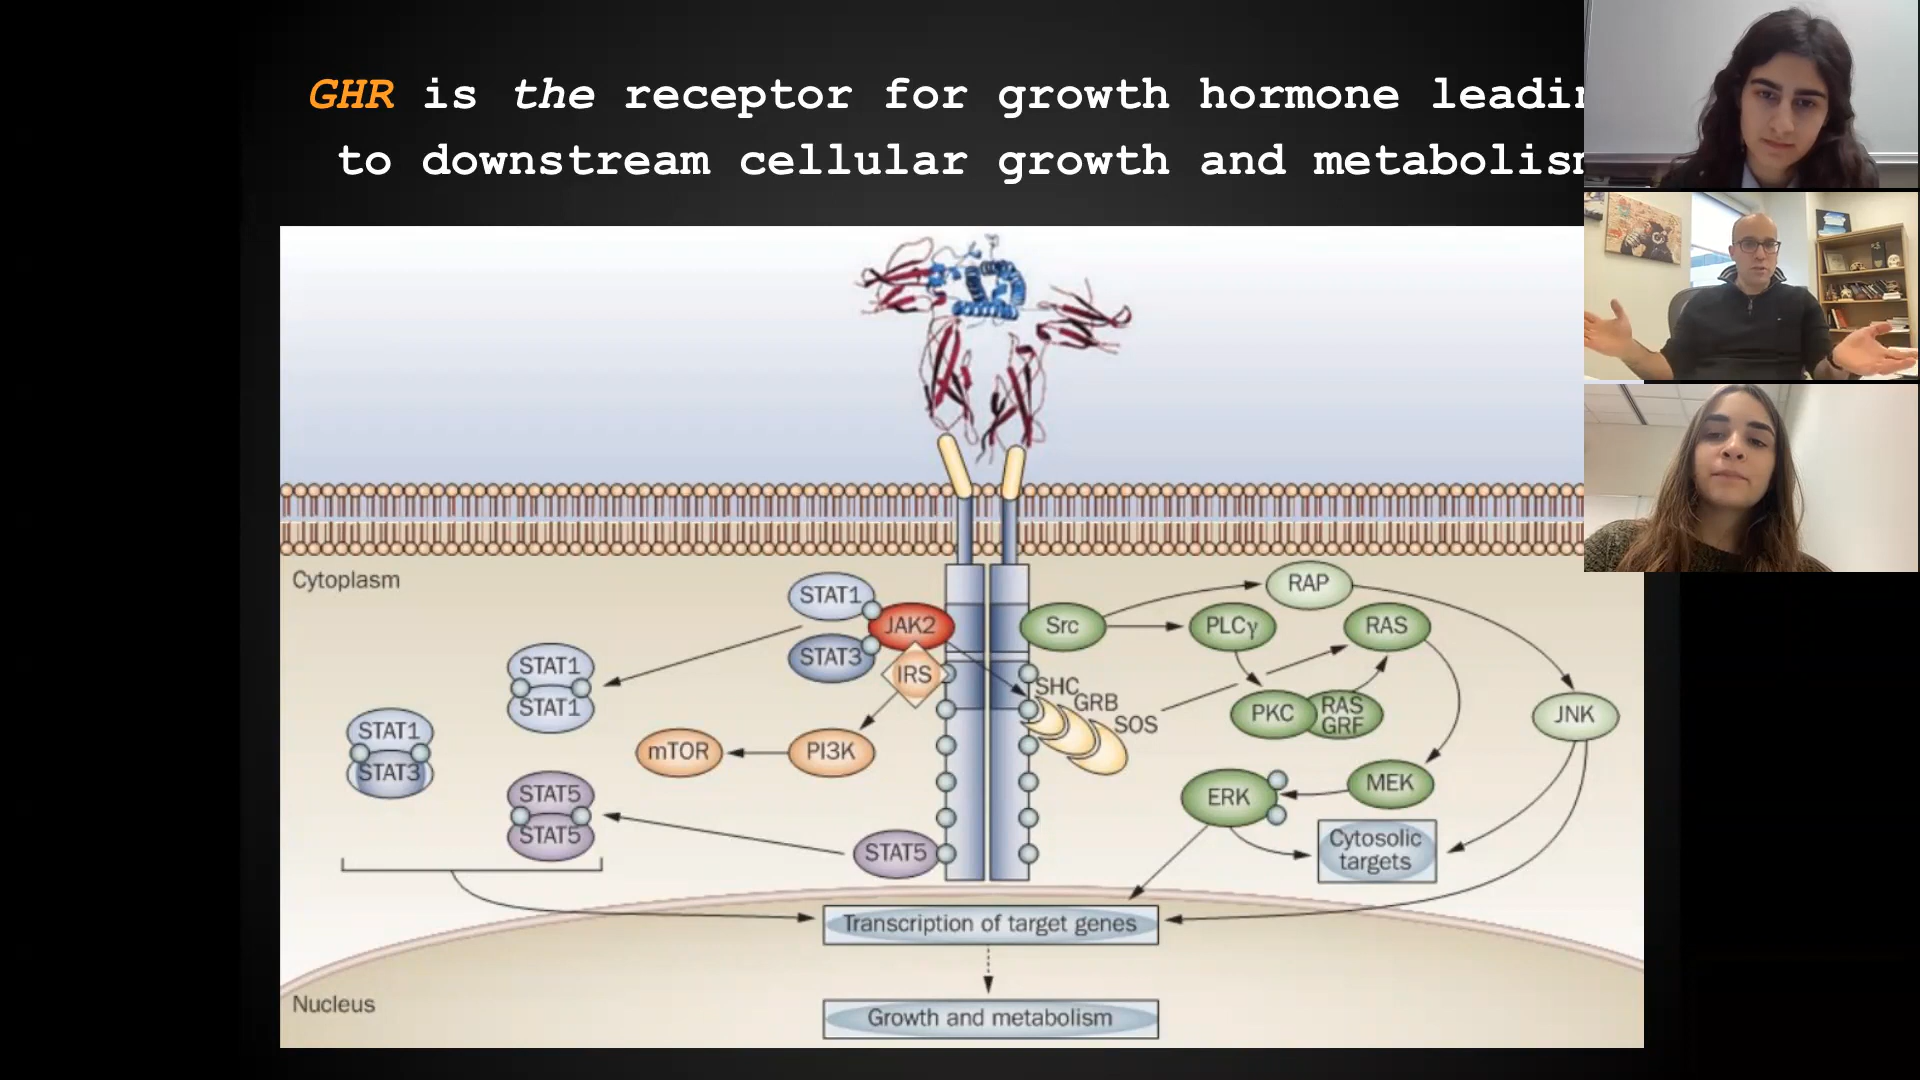 GHR is the receptor for growth hormone leadin
to downstream cellular growth and metabolism
Cytoplasm
STAT1
JAK2
STAT3
IRS
Src
RAP
PLCγ
RAS
STAT1
STAT1
SHC
GRB
SOS
PKC
RAS
GRF
JNK
STAT1
STAT3
mTOR
PI3K
STAT5
STAT5
ERK
MEK
Cytosolic
targets
STAT5
Transcription of target genes
Nucleus
Growth and metabolism